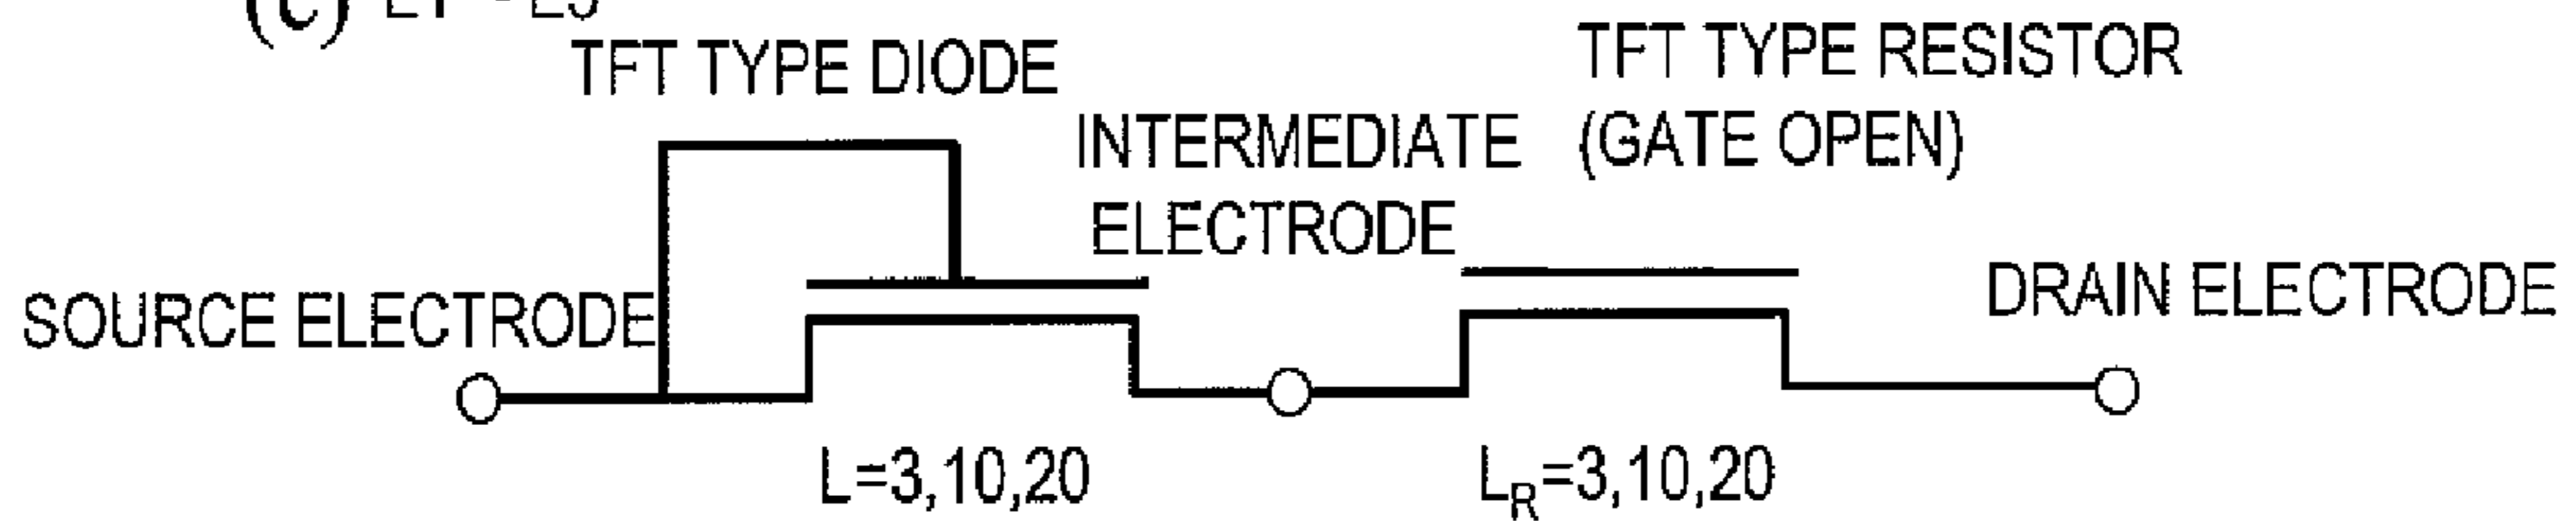 (c)
TFT TYPE DIODE
TFT TYPE RESISTOR
(GATE OPEN)
INTERMEDIATE
ELECTRODE
SOURCE ELECTRODE
DRAIN ELECTRODE
L=3,10,20
L_R=3,10,20